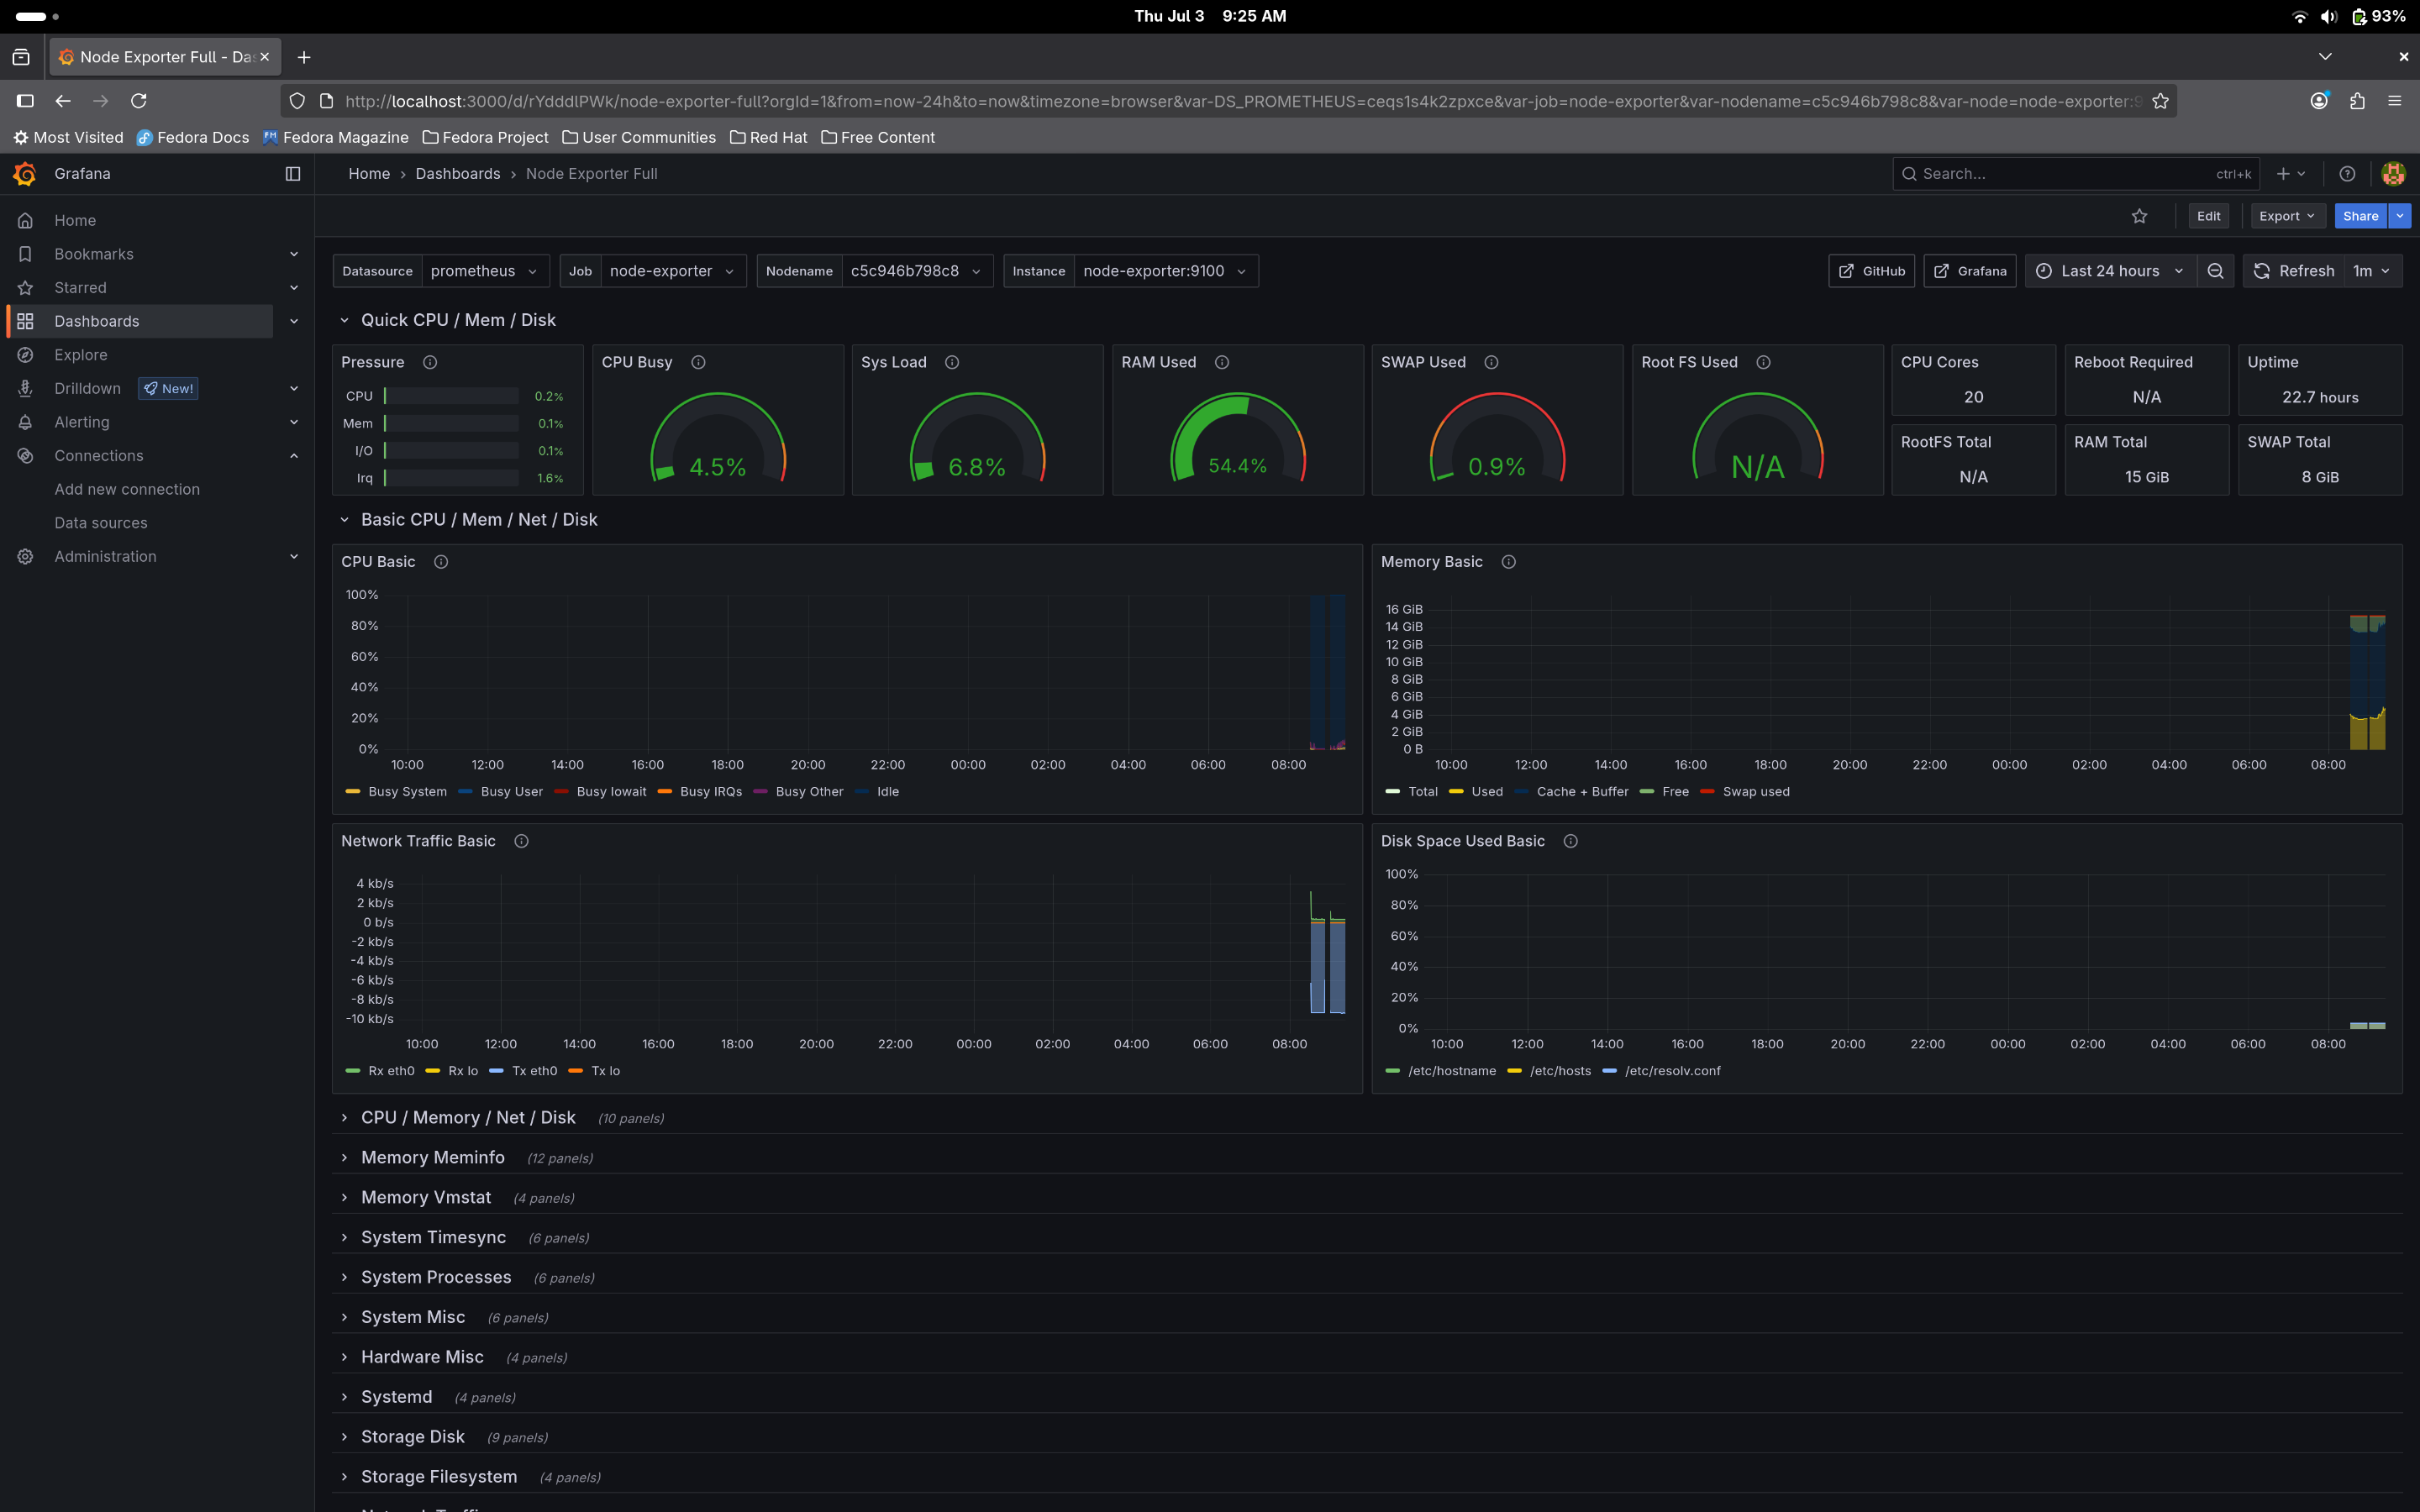 Thu Jul 3 9:25 AM
93%
Node Exporter Full - Da
http://localhost:3000/d/rYdddlPWk/node-exporter-full?orgId=1&from=now-24h&to=now&timezone=browser&var-DS_PROMETHEUS=ceqs1s4k2zpxce&var-job=node-exporter&var-nodename=c5c946b798c8&var-node=node-exporter:9
Most Visited Fedora Docs Fedora Magazine Fedora Project User Communities Red Hat Free Content
Grafana
Home › Dashboards › Node Exporter Full
Search... ctrl+k
Edit Export Share
Home
Bookmarks
Starred
Dashboards
Explore
Drilldown New!
Alerting
Connections
Add new connection
Data sources
Administration
Datasource prometheus Job node-exporter Nodename c5c946b798c8 Instance node-exporter:9100
GitHub Grafana Last 24 hours Refresh 1m
Quick CPU / Mem / Disk
Pressure
CPU 0.2%
Mem 0.1%
I/O 0.1%
Irq 1.6%
CPU Busy
4.5%
Sys Load
6.8%
RAM Used
54.4%
SWAP Used
0.9%
Root FS Used
N/A
CPU Cores
20
Reboot Required
N/A
Uptime
22.7 hours
RootFS Total
N/A
RAM Total
15 GiB
SWAP Total
8 GiB
Basic CPU / Mem / Net / Disk
CPU Basic
100%
80%
60%
40%
20%
0%
10:00 12:00 14:00 16:00 18:00 20:00 22:00 00:00 02:00 04:00 06:00 08:00
Busy System Busy User Busy Iowait Busy IRQs Busy Other Idle
Memory Basic
16 GiB
14 GiB
12 GiB
10 GiB
8 GiB
6 GiB
4 GiB
2 GiB
0 B
10:00 12:00 14:00 16:00 18:00 20:00 22:00 00:00 02:00 04:00 06:00 08:00
Total Used Cache + Buffer Free Swap used
Network Traffic Basic
4 kb/s
2 kb/s
0 b/s
-2 kb/s
-4 kb/s
-6 kb/s
-8 kb/s
-10 kb/s
10:00 12:00 14:00 16:00 18:00 20:00 22:00 00:00 02:00 04:00 06:00 08:00
Rx eth0 Rx lo Tx eth0 Tx lo
Disk Space Used Basic
100%
80%
60%
40%
20%
0%
10:00 12:00 14:00 16:00 18:00 20:00 22:00 00:00 02:00 04:00 06:00 08:00
/etc/hostname /etc/hosts /etc/resolv.conf
CPU / Memory / Net / Disk (10 panels)
Memory Meminfo (12 panels)
Memory Vmstat (4 panels)
System Timesync (6 panels)
System Processes (6 panels)
System Misc (6 panels)
Hardware Misc (4 panels)
Systemd (4 panels)
Storage Disk (9 panels)
Storage Filesystem (4 panels)